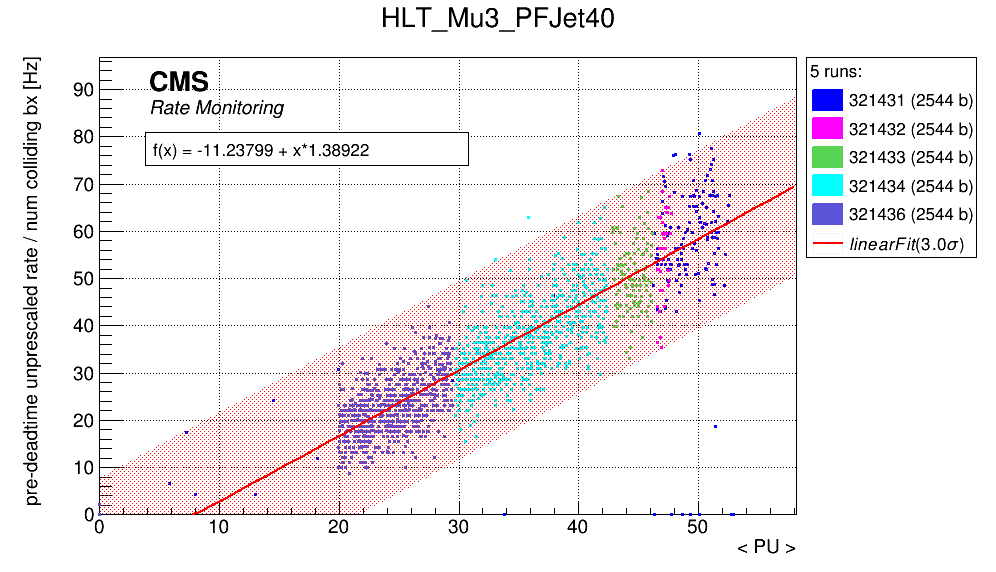 HLT_Mu3_PFJet40
pre-deadtime unprescaled rate / num colliding bx [Hz]
CMS
Rate Monitoring
f(x) = -11.23799 + x*1.38922
90
80
70
60
50
40
30
20
10
0
0 10 20 30 40 50
< PU >
5 runs:
321431 (2544 b)
321432 (2544 b)
321433 (2544 b)
321434 (2544 b)
321436 (2544 b)
linearFit(3.0σ)